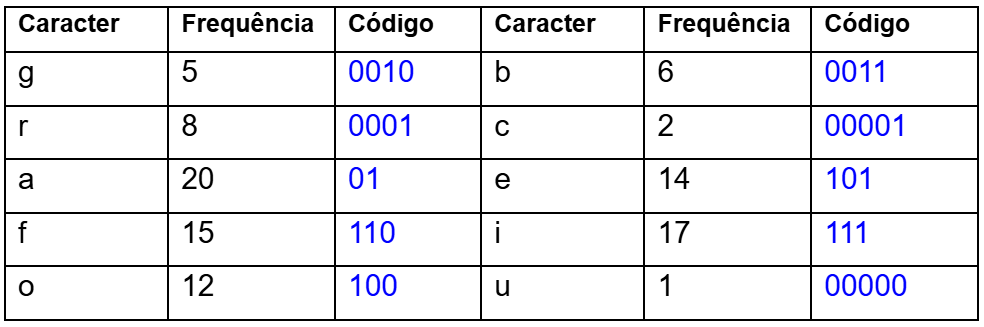 Caracter Frequência Código Caracter Frequência Código
g 5 0010 b 6 0011
r 8 0001 c 2 00001
a 20 01 e 14 101
f 15 110 i 17 111
o 12 100 u 1 00000